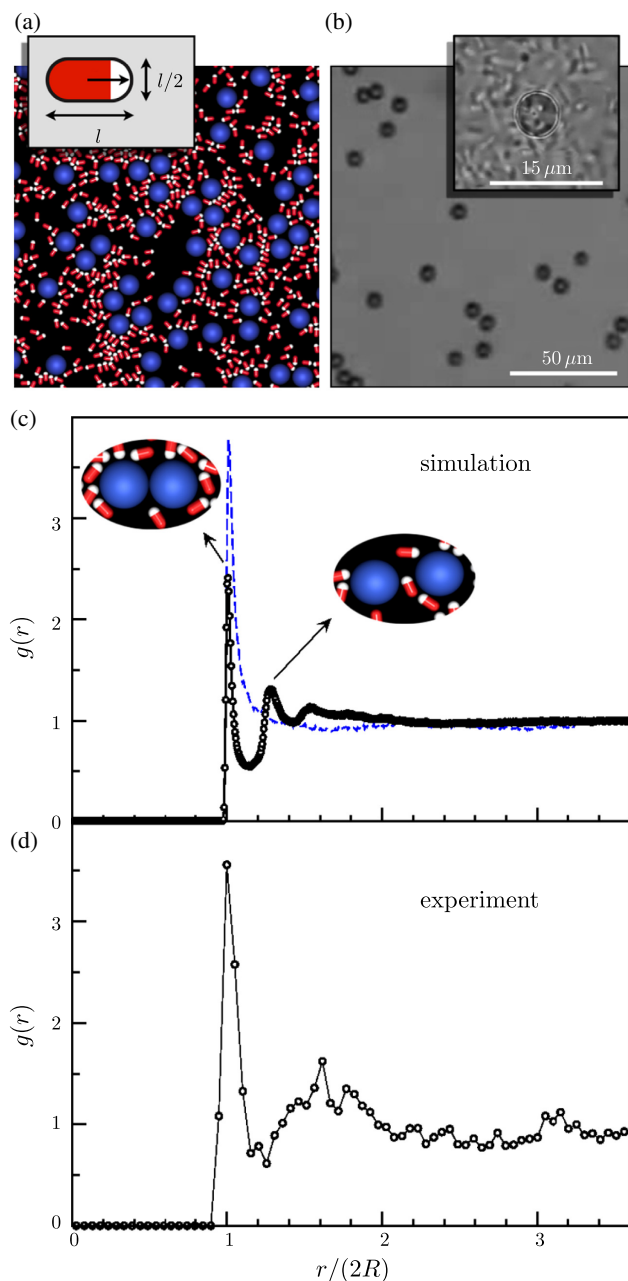 (a)
(b)
l/2
l
15 μm
50 μm
(c)
simulation
3
2
1
0
g(r)
(d)
experiment
3
2
1
0
g(r)
0
1
2
3
r/(2R)